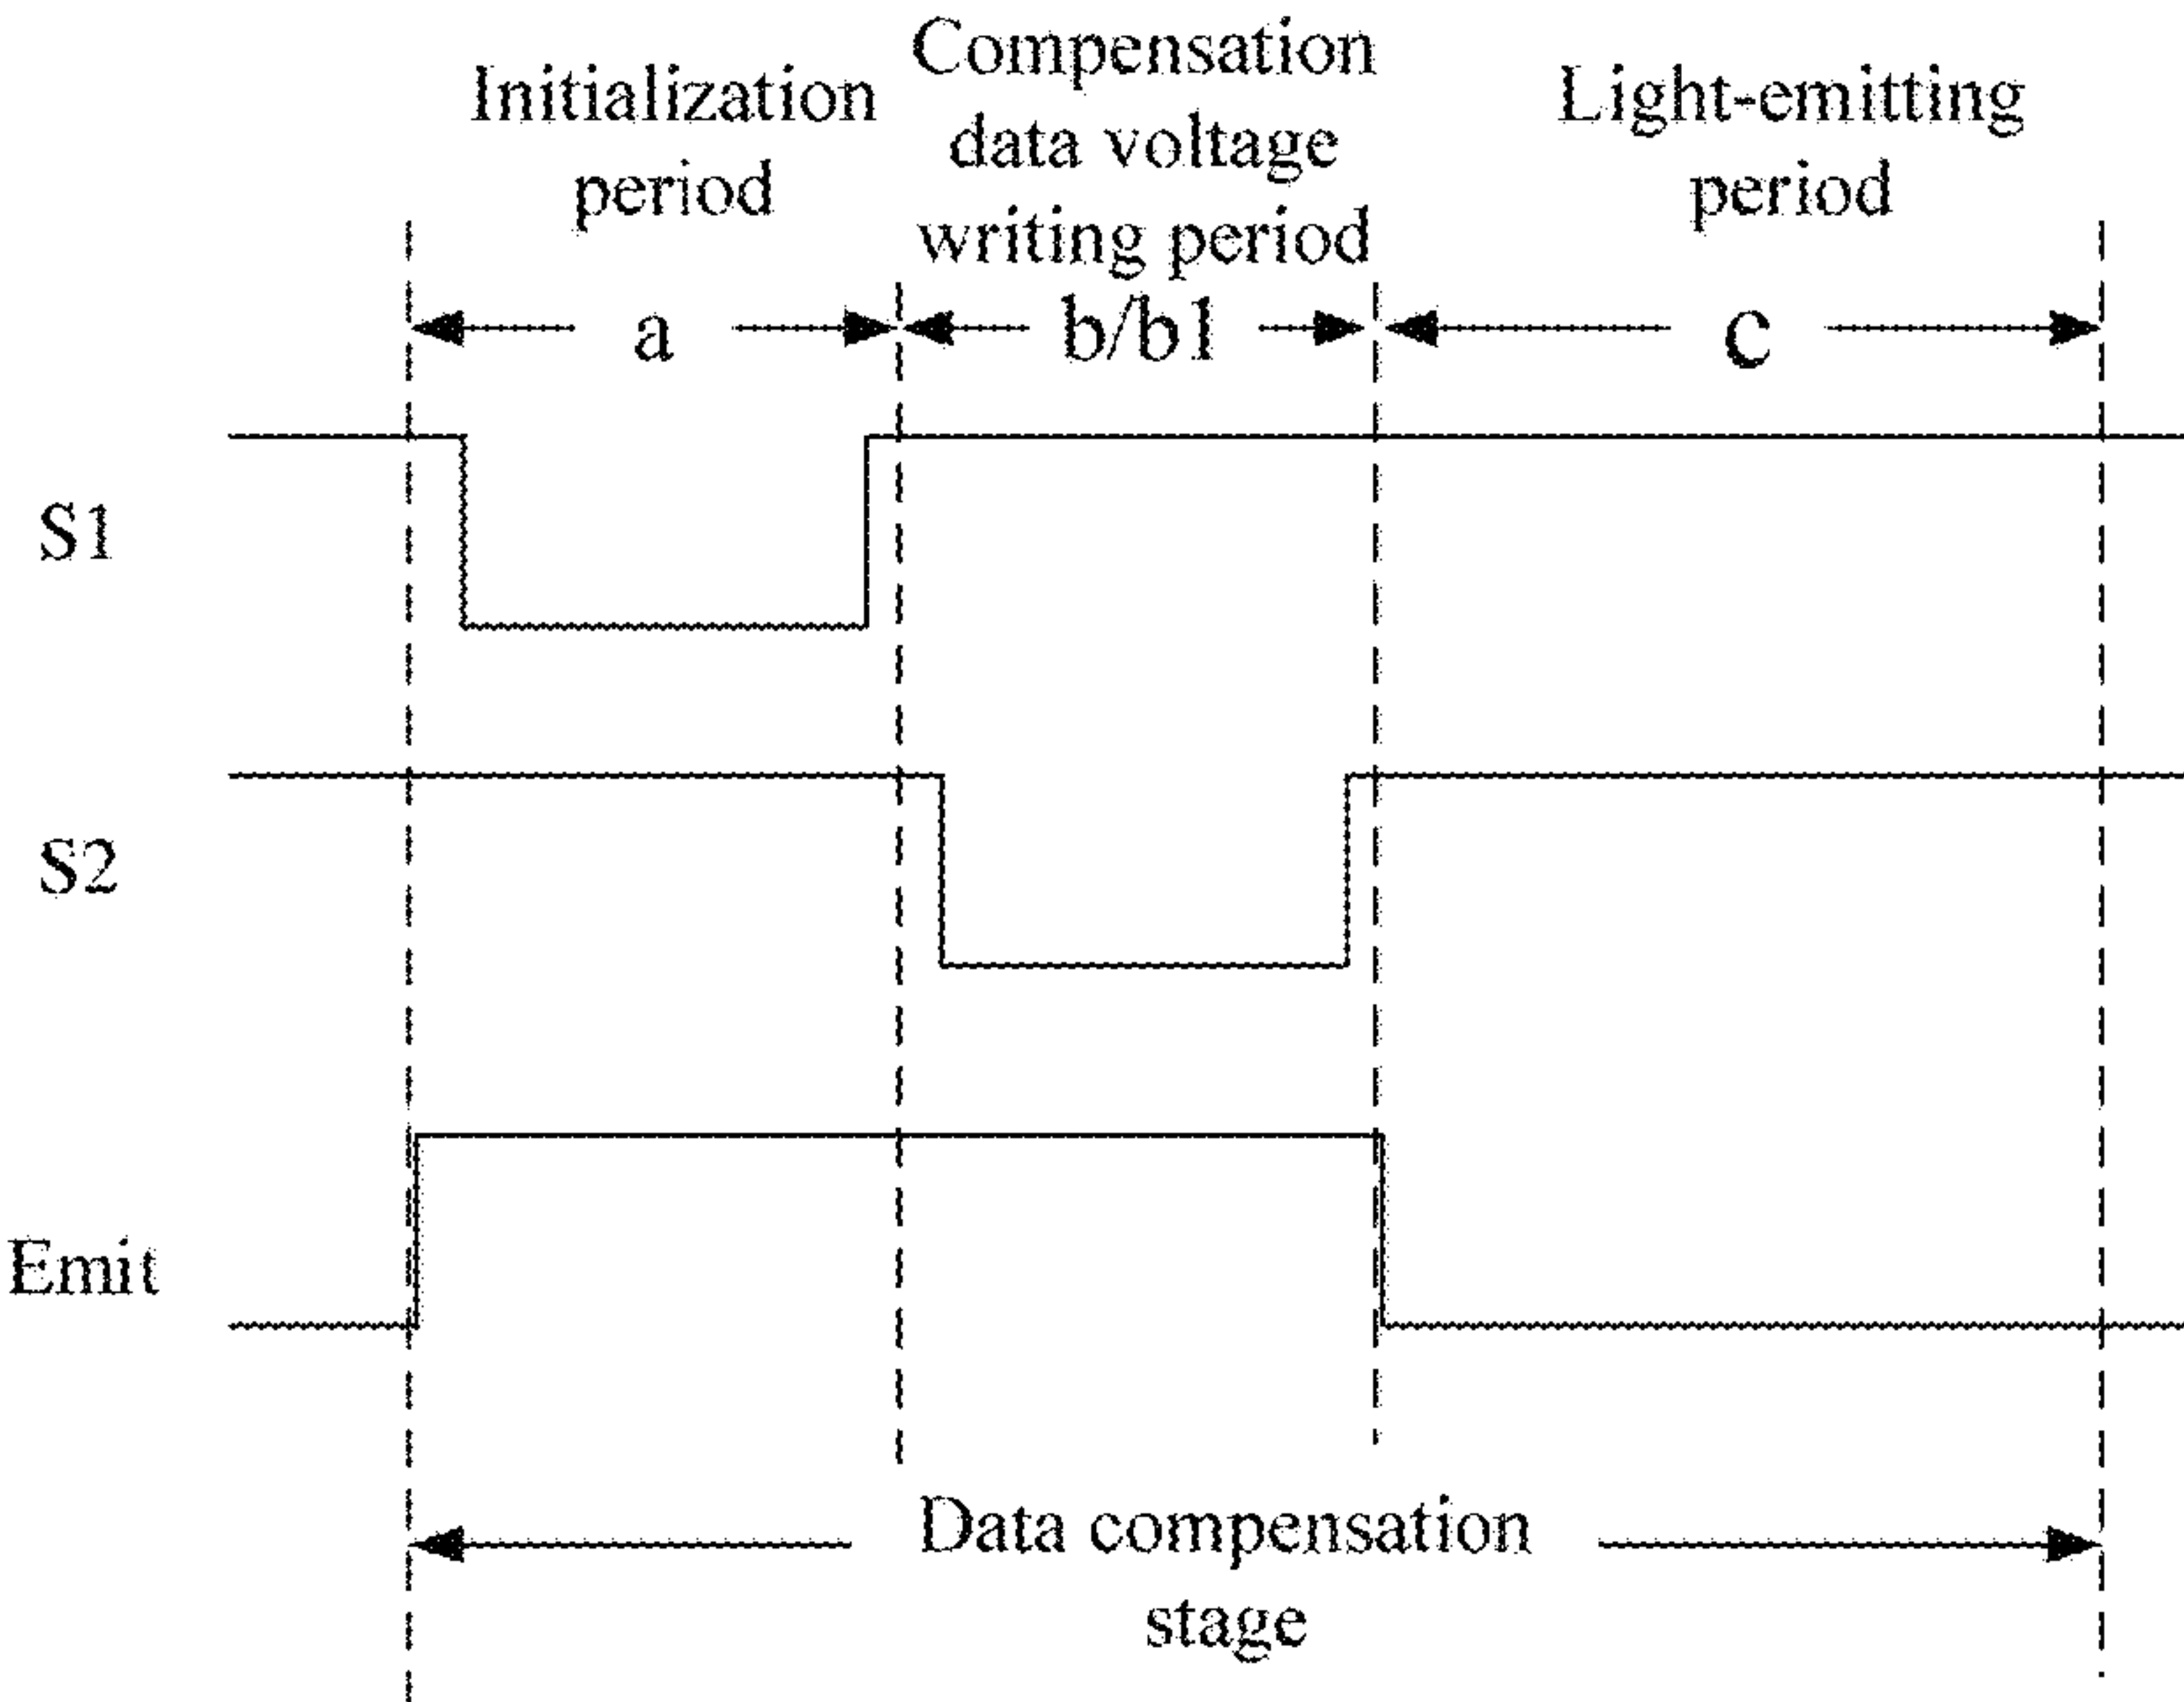 Initialization
period
Compensation
data voltage
writing period
Light-emitting
period
a
b/b1
c
S1
S2
Emit
Data compensation
stage